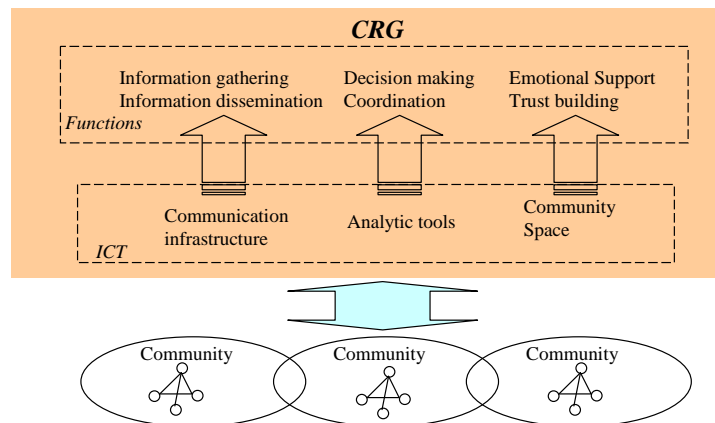 CRG
Information gathering
Information dissemination
Decision making
Coordination
Emotional Support
Trust building
Functions
Communication
infrastructure
Analytic tools
Community
Space
ICT
Community
Community
Community